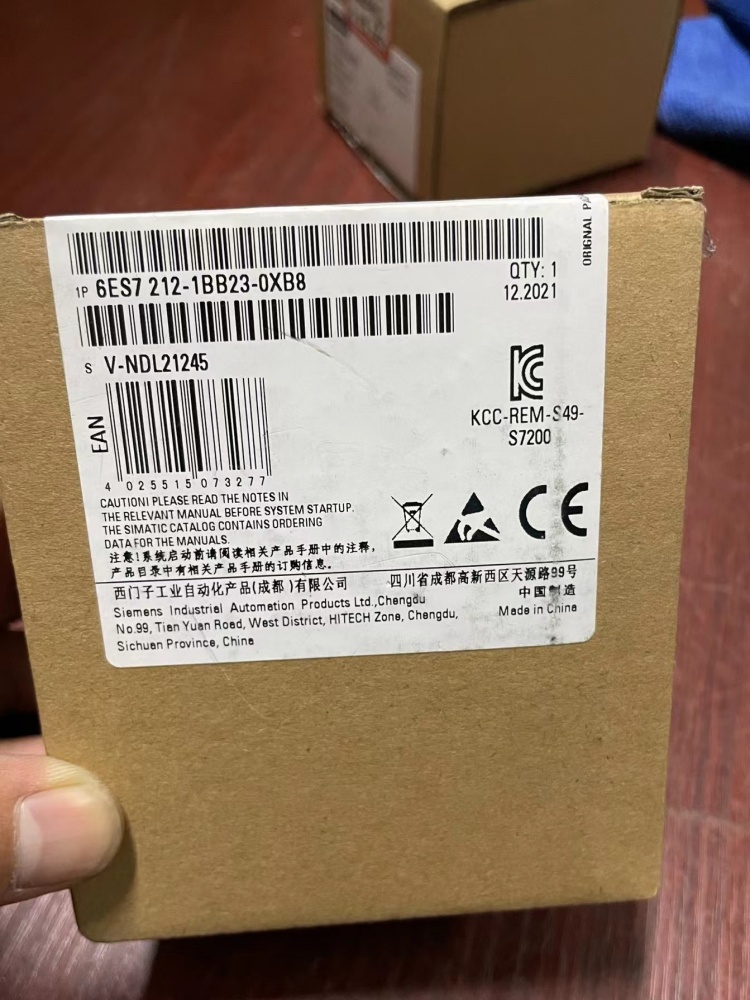 ORIGNAL
1P 6ES7 212-1BB23-0XB8
QTY: 1
12.2021
S V-NDL21245
KCC-REM-S49-
S7200
EAN
4 025515 073277
CAUTION! PLEASE READ THE NOTES IN
THE RELEVANT MANUAL BEFORE SYSTEM STARTUP.
THE SIMATIC CATALOG CONTAINS ORDERING
DATA FOR THE MANUALS.
注意!系统启动前请阅读相关产品手册中的注释,
产品目录中有相关产品手册的订购信息。
CE
西门子工业自动化产品(成都)有限公司
四川省成都高新西区天源路99号
中国制造
Siemens Industrial Automation Products Ltd.,Chengdu
Made in China
No.99, Tian Yuan Road, West District, HITECH Zone, Chengdu,
Sichuan Province, China